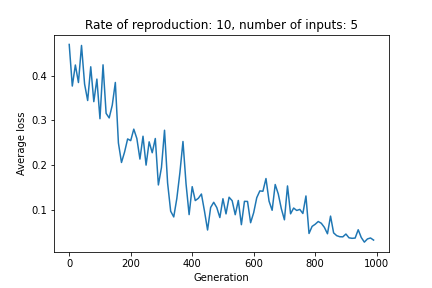 Rate of reproduction: 10, number of inputs: 5
0.4
0.3
0.2
0.1
Average loss
0 200 400 600 800 1000
Generation